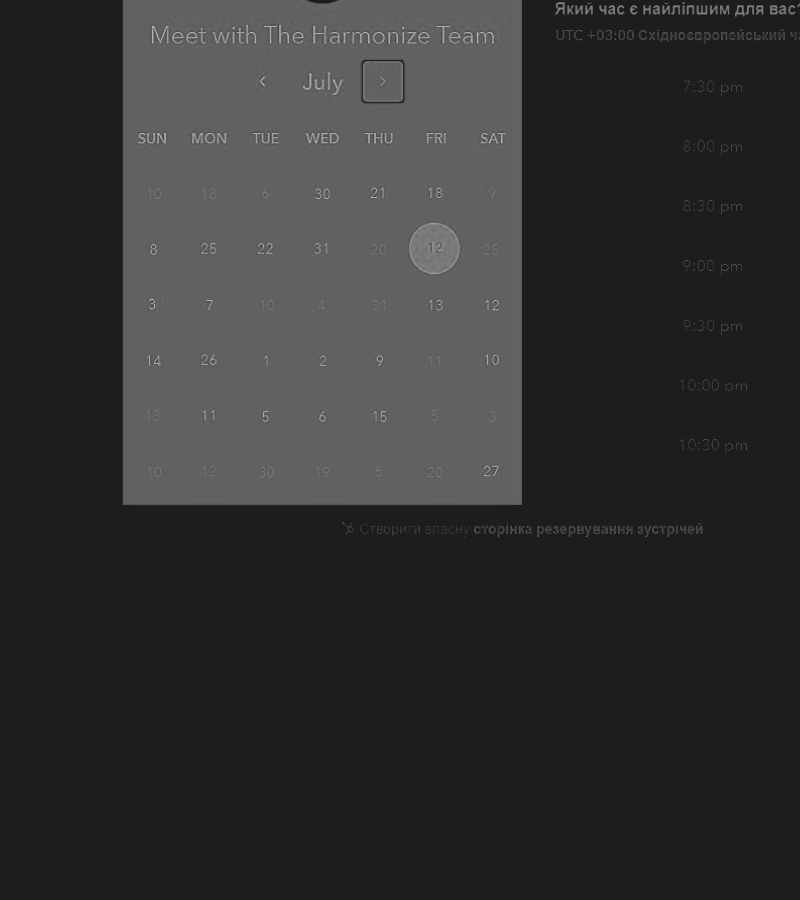 Meet with The Harmonize Team
July
SUN MON TUE WED THU FRI SAT
10 18 6 30 21 18 9
8 25 22 31 20 12 25
3 7 10 4 31 13 12
14 26 1 2 9 11 10
13 11 5 6 15 5 3
10 12 30 19 6 20 27
Який час є найліпшим для вас?
UTC +03:00 Східноєвропейський
7:30 pm
8:00 pm
8:30 pm
9:00 pm
9:30 pm
10:00 pm
10:30 pm
Створити власну сторінка резервування зустрічей